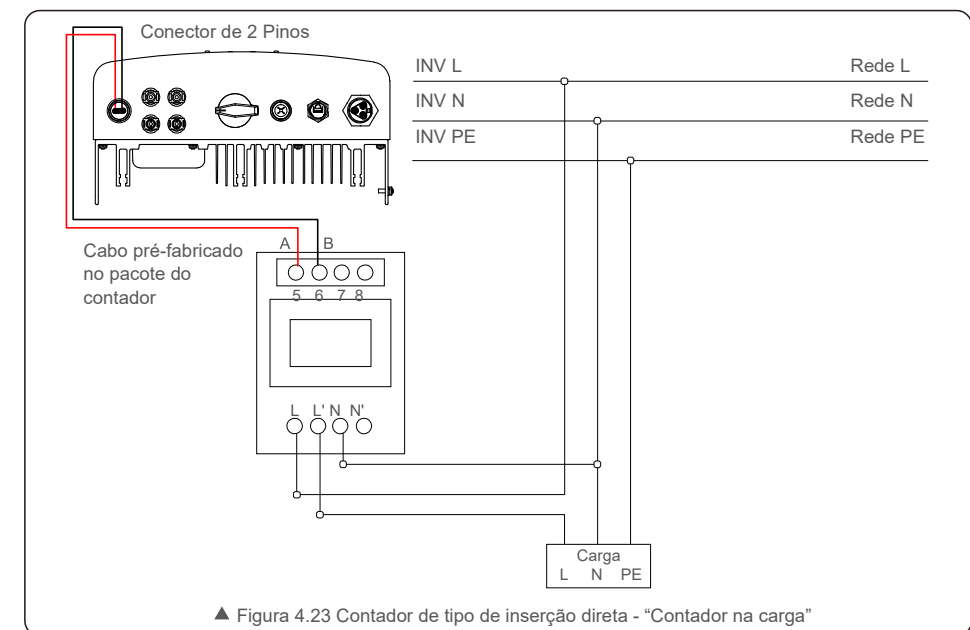 Conector de 2 Pinos
INV L
Rede L
INV N
Rede N
INV PE
Rede PE
Cabo pré-fabricado
no pacote do
contador
A B
5 6 7 8
L L' N N'
Carga
L N PE
▲ Figura 4.23 Contador de tipo de inserção direta - “Contador na carga”